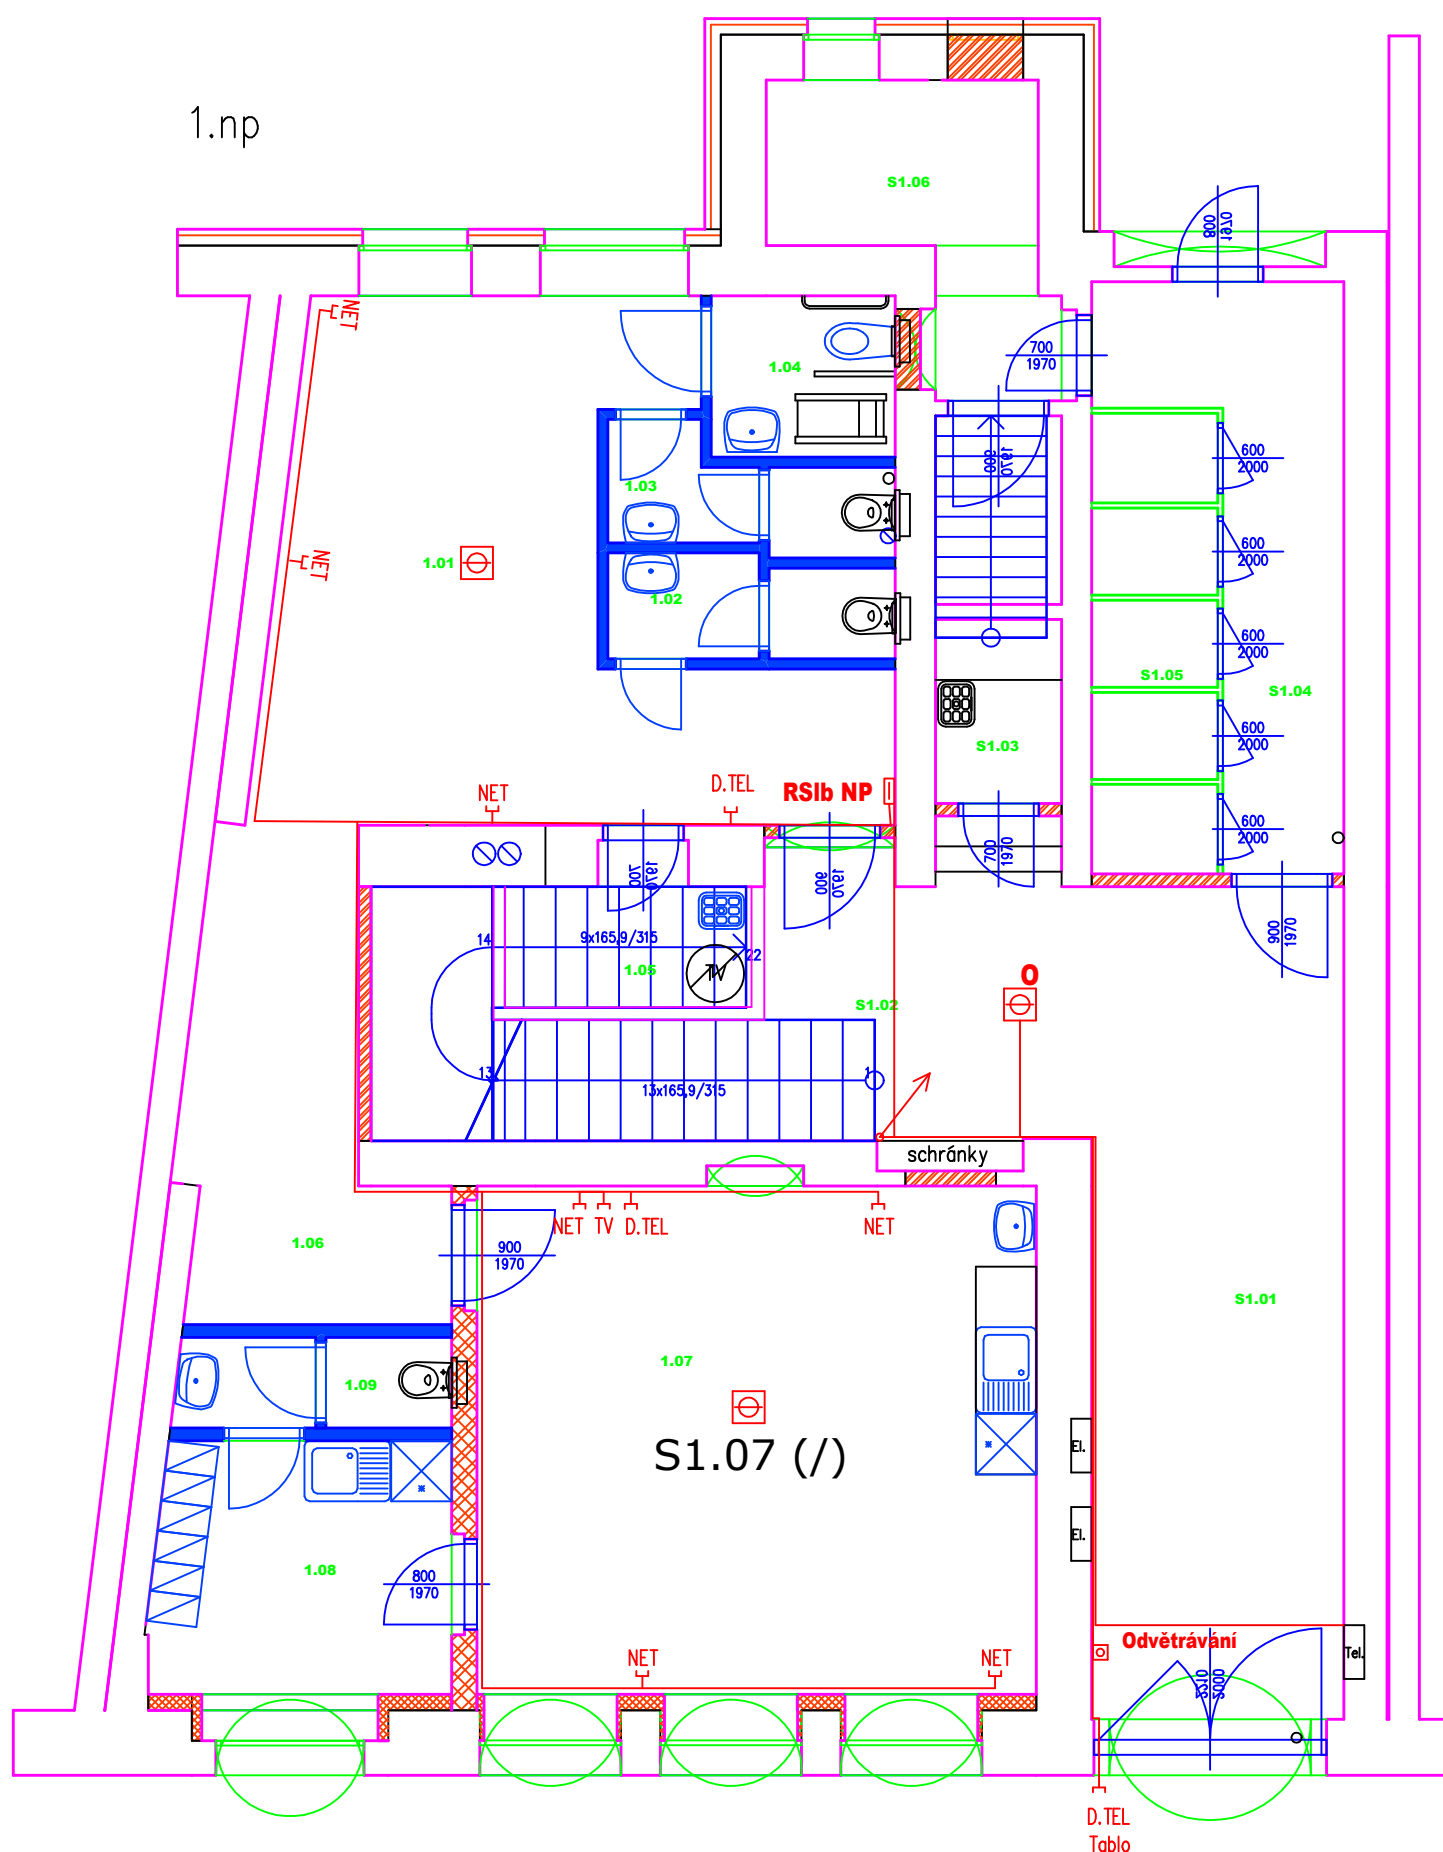 1.np
S1.06
800
1970
NET
1.04
700
1970
900
1970
600
2000
1.03
600
2000
NET
1.01
1.02
600
2000
S1.05
S1.04
600
2000
S1.03
NET
D.TEL
RSIb NP
600
2000
700
1970
900
1970
700
1970
900
1970
14
9x165,9/315
22
1.05
TV
O
S1.02
13
1
13x165,9/315
schránky
NET
TV
D.TEL
NET
1.06
900
1970
S1.01
1.07
1.09
S1.07 (/)
El.
El.
1.08
800
1970
NET
NET
Odvětrávání
Tel.
2210
2000
D.TEL
Tablo